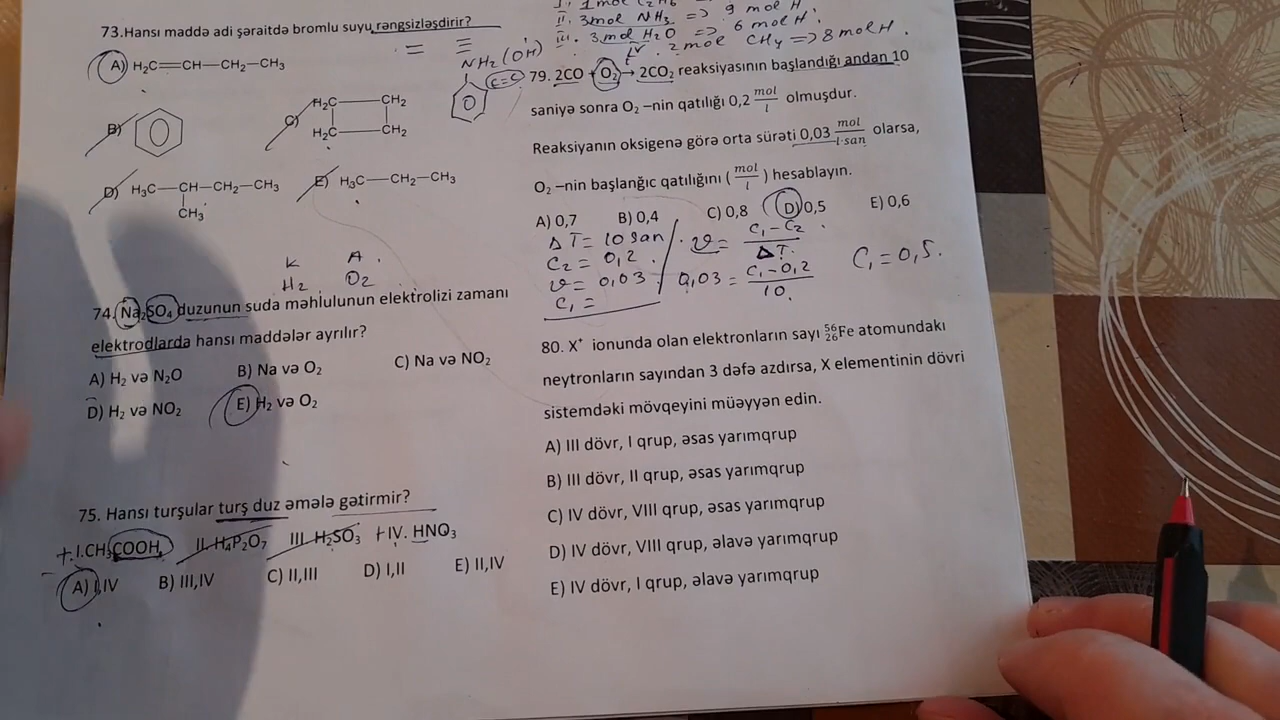 73.Hansı maddə adi şəraitdə bromlu suyu rəngsizləşdirir?
= ≡
NH₂ (OH)
C=C
A) H₂C═CH—CH₂—CH₃
B)
C) H₂C—CH₂
H₂C—CH₂
D) H₃C—CH—CH₂—CH₃
CH₃
E) H₃C—CH₂—CH₃
K A
H₂ O₂
74. Na₂SO₄ duzunun suda məhlulunun elektrolizi zamanı
elektrodlarda hansı maddələr ayrılır?
A) H₂ və N₂O B) Na və O₂ C) Na və NO₂
D) H₂ və NO₂ E) H₂ və O₂
75. Hansı turşular turş duz əmələ gətirmir?
+ I.CH₃COOH II. H₄P₂O₇ III. H₂SO₃ + IV. HNO₃
A) I,IV B) III,IV C) II,III D) I,II E) II,IV
II. 3mol NH₃ => 9 mol H.
III. 3 mol H₂O => 6 mol H.
IV. 2mol CH₄ => 8 mol H.
79. 2CO + O₂ → 2CO₂ reaksiyasının başlandığı andan 10
saniyə sonra O₂ –nin qatılığı 0,2 mol/l olmuşdur.
Reaksiyanın oksigenə görə orta sürəti 0,03 mol/l·san olarsa,
O₂ –nin başlanğıc qatılığını ( mol/l ) hesablayın.
A) 0,7 B) 0,4 C) 0,8 D) 0,5 E) 0,6
ΔT = 10 san
C₂ = 0,2
ϑ = 0,03
C₁ =
ϑ = C₁ – C₂ / ΔT
0,03 = C₁ – 0,2 / 10
C₁ = 0,5.
80. X⁺ ionunda olan elektronların sayı ⁵⁶₂₆Fe atomundakı
neytronların sayından 3 dəfə azdırsa, X elementinin dövri
sistemdəki mövqeyini müəyyən edin.
A) III dövr, I qrup, əsas yarımqrup
B) III dövr, II qrup, əsas yarımqrup
C) IV dövr, VIII qrup, əsas yarımqrup
D) IV dövr, VIII qrup, əlavə yarımqrup
E) IV dövr, I qrup, əlavə yarımqrup